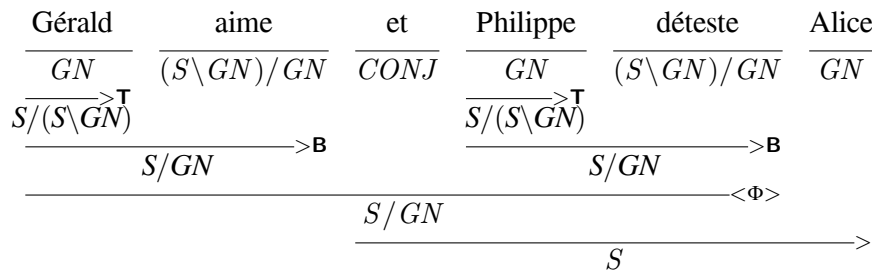 Gérald aime et Philippe déteste Alice
GN (S\GN)/GN CONJ GN (S\GN)/GN GN
>T >T
S/(S\GN) S/(S\GN)
>B >B
S/GN S/GN
<Φ>
S/GN
>
S